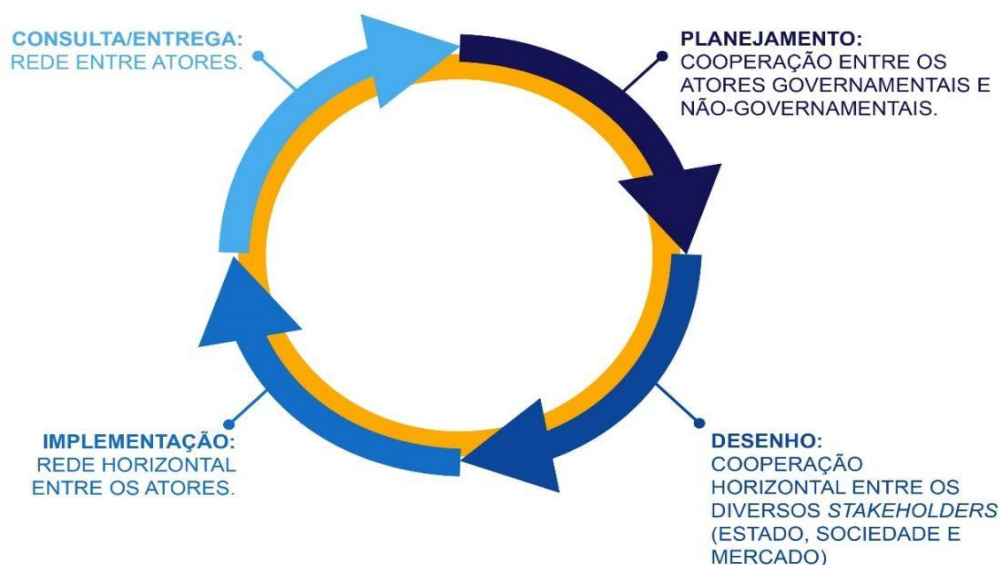 CONSULTA/ENTREGA:
REDE ENTRE ATORES.
PLANEJAMENTO:
COOPERAÇÃO ENTRE OS
ATORES GOVERNAMENTAIS E
NÃO-GOVERNAMENTAIS.
IMPLEMENTAÇÃO:
REDE HORIZONTAL
ENTRE OS ATORES.
DESENHO:
COOPERAÇÃO
HORIZONTAL ENTRE OS
DIVERSOS STAKEHOLDERS
(ESTADO, SOCIEDADE E
MERCADO)